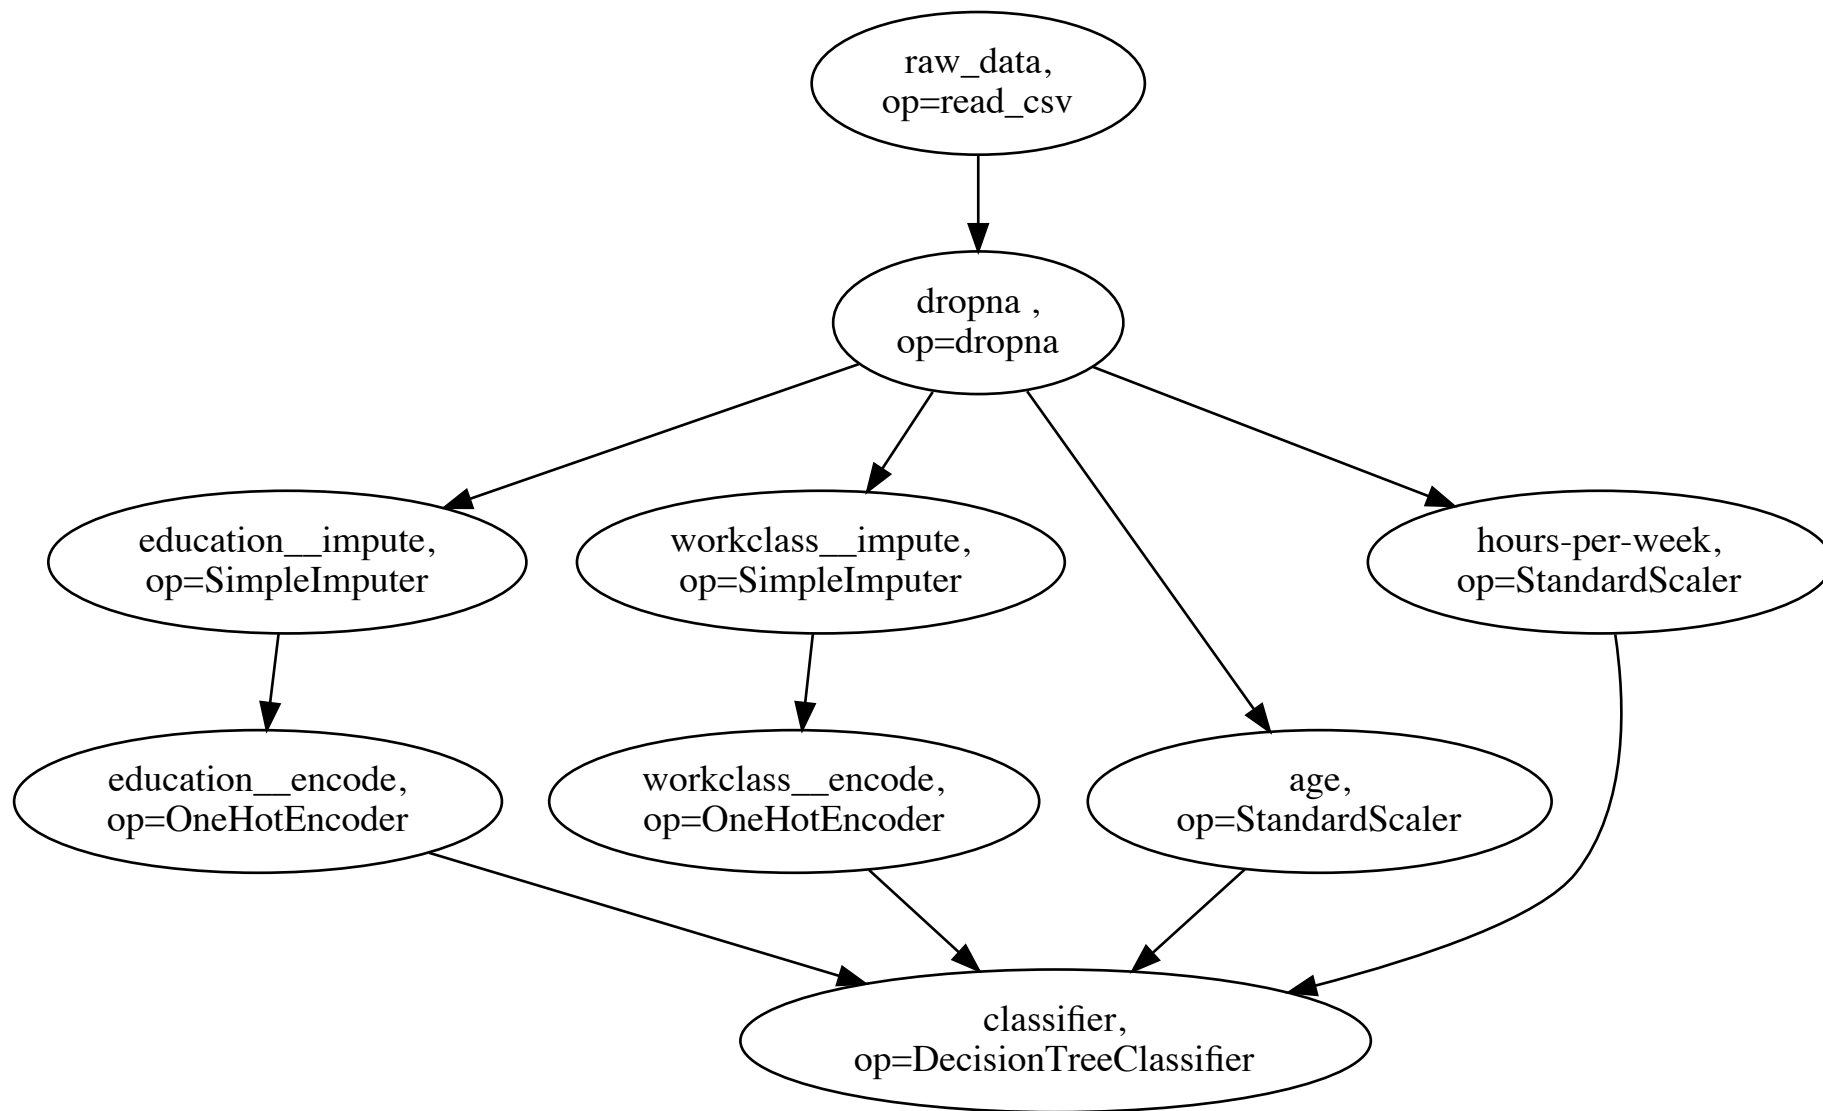 raw_data,
op=read_csv
dropna ,
op=dropna
education__impute,
op=SimpleImputer
workclass__impute,
op=SimpleImputer
hours-per-week,
op=StandardScaler
education__encode,
op=OneHotEncoder
workclass__encode,
op=OneHotEncoder
age,
op=StandardScaler
classifier,
op=DecisionTreeClassifier